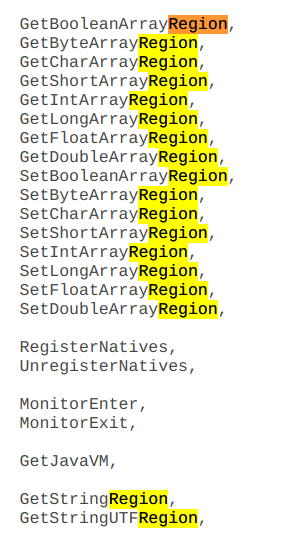 GetBooleanArrayRegion,
GetByteArrayRegion,
GetCharArrayRegion,
GetShortArrayRegion,
GetIntArrayRegion,
GetLongArrayRegion,
GetFloatArrayRegion,
GetDoubleArrayRegion,
SetBooleanArrayRegion,
SetByteArrayRegion,
SetCharArrayRegion,
SetShortArrayRegion,
SetIntArrayRegion,
SetLongArrayRegion,
SetFloatArrayRegion,
SetDoubleArrayRegion,
RegisterNatives,
UnregisterNatives,
MonitorEnter,
MonitorExit,
GetJavaVM,
GetStringRegion,
GetStringUTFRegion,